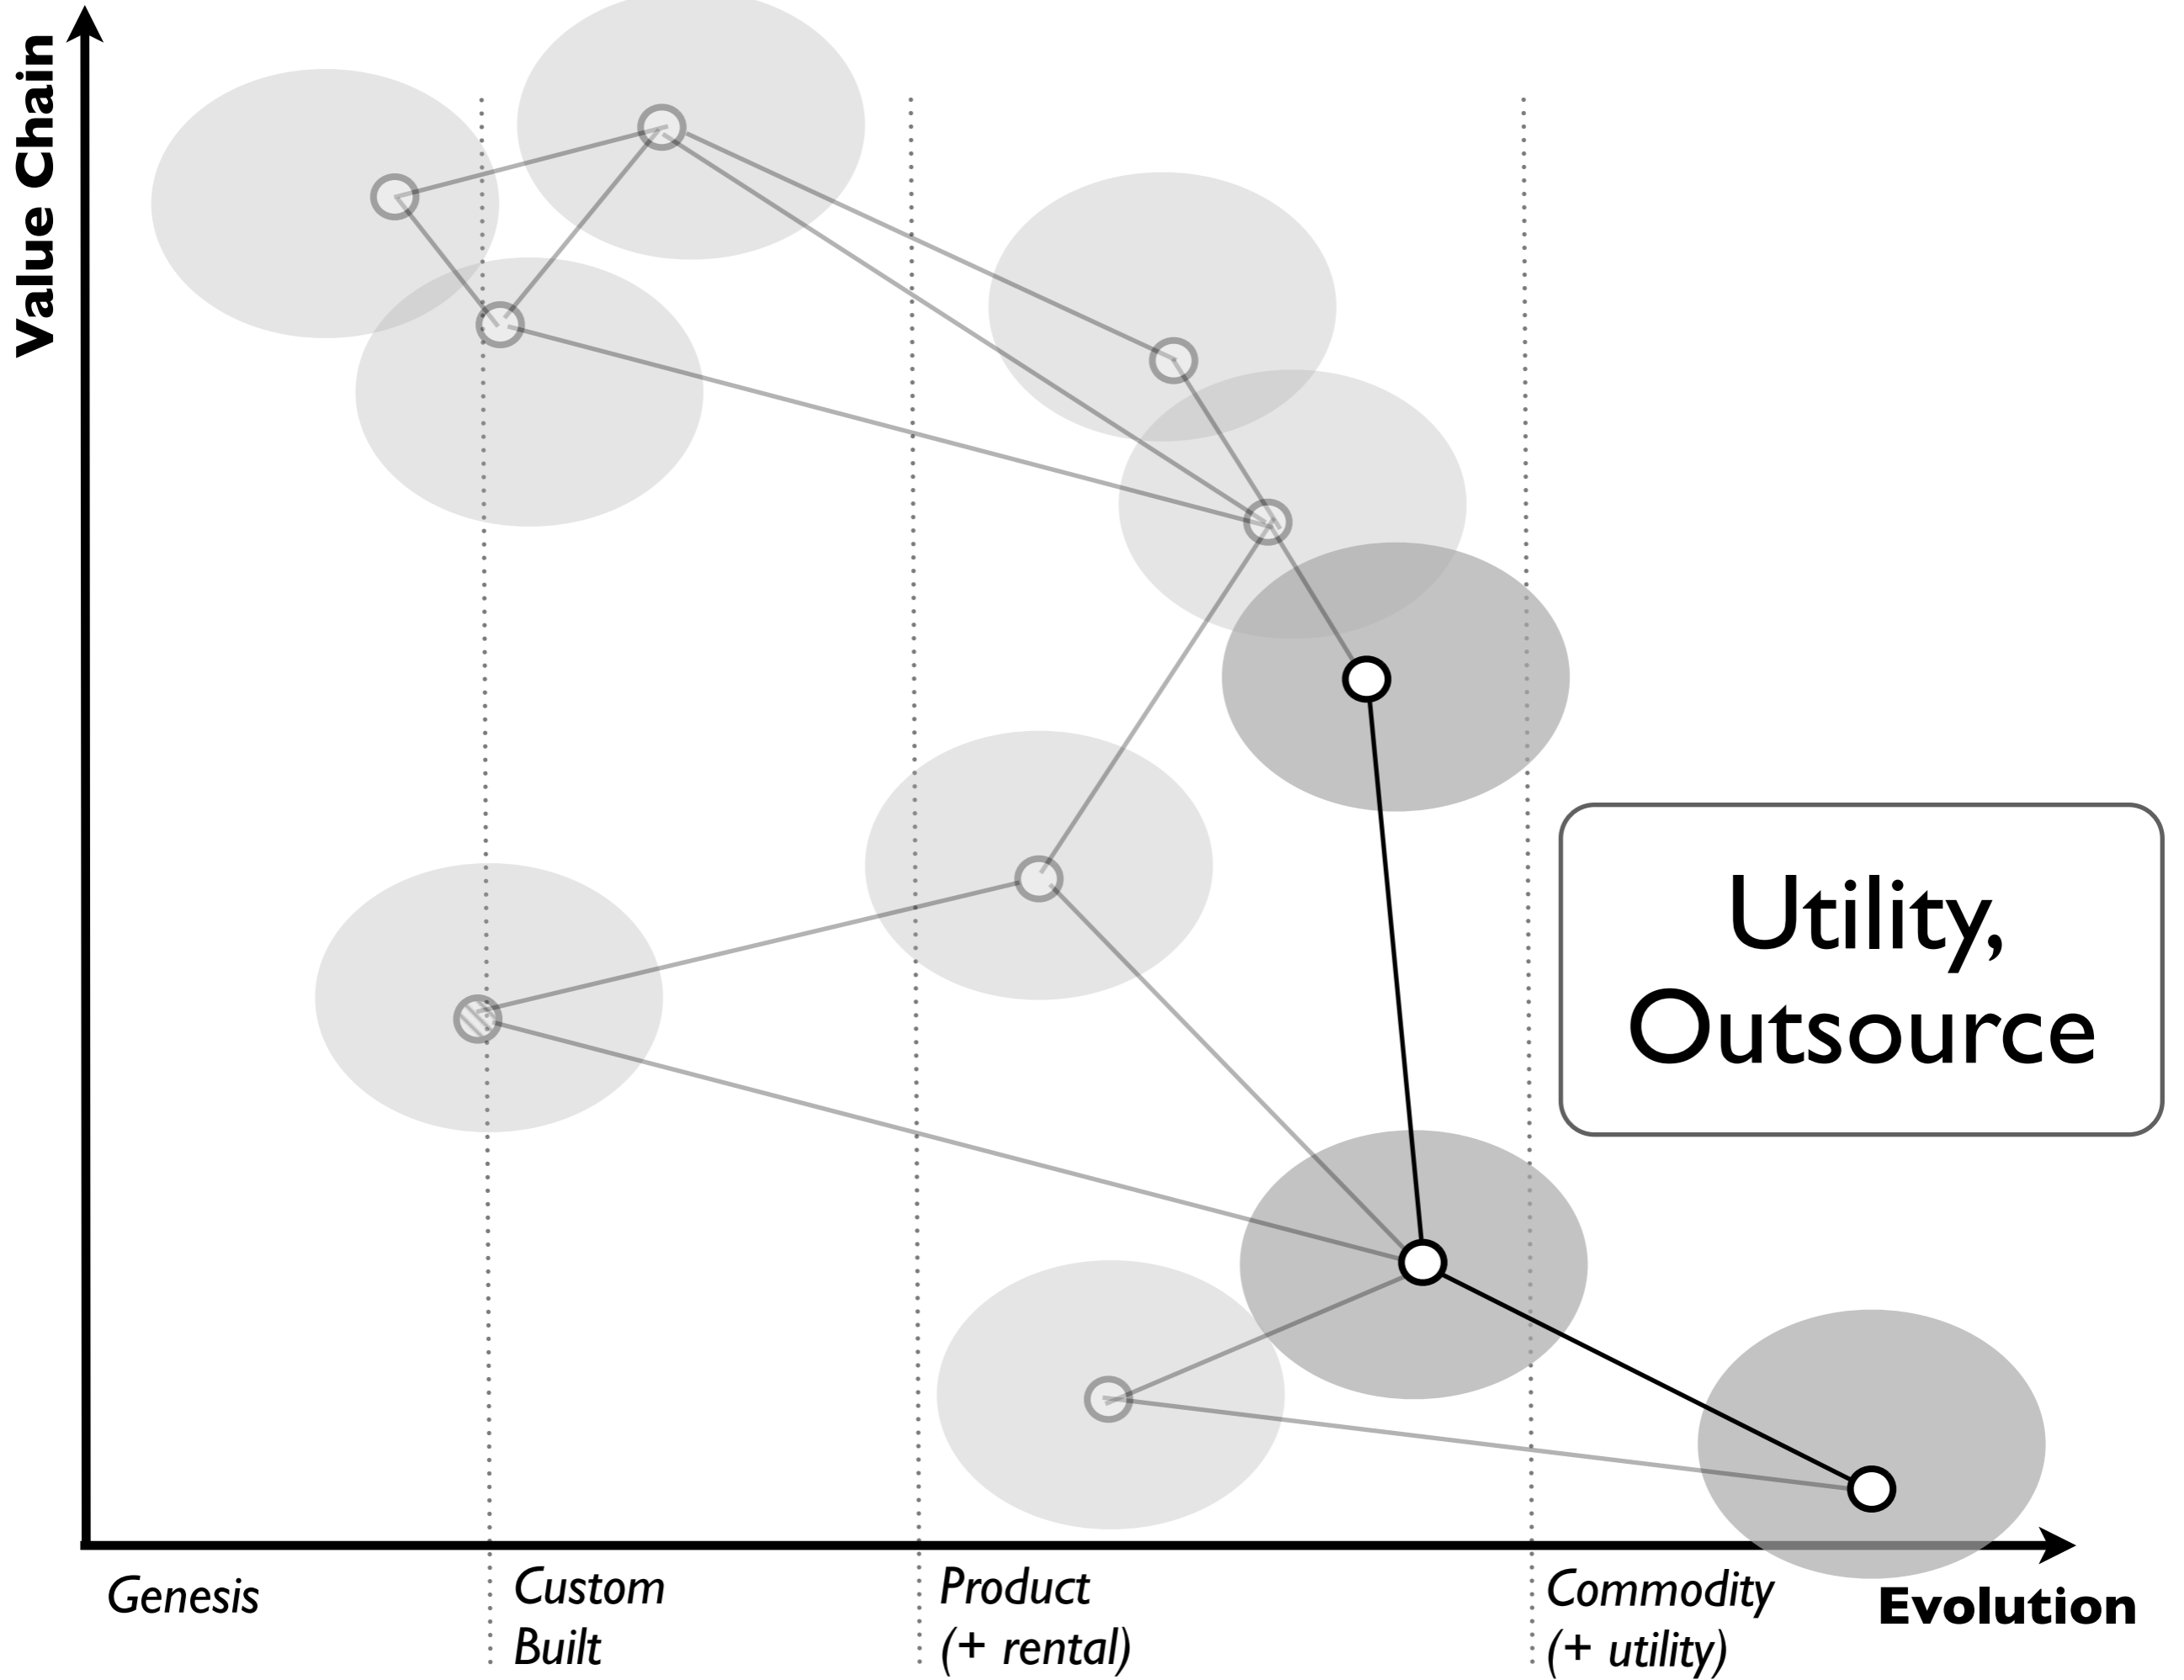 Value Chain
Utility,
Outsource
Genesis
Custom
Built
Product
(+ rental)
Commodity
(+ utility)
Evolution